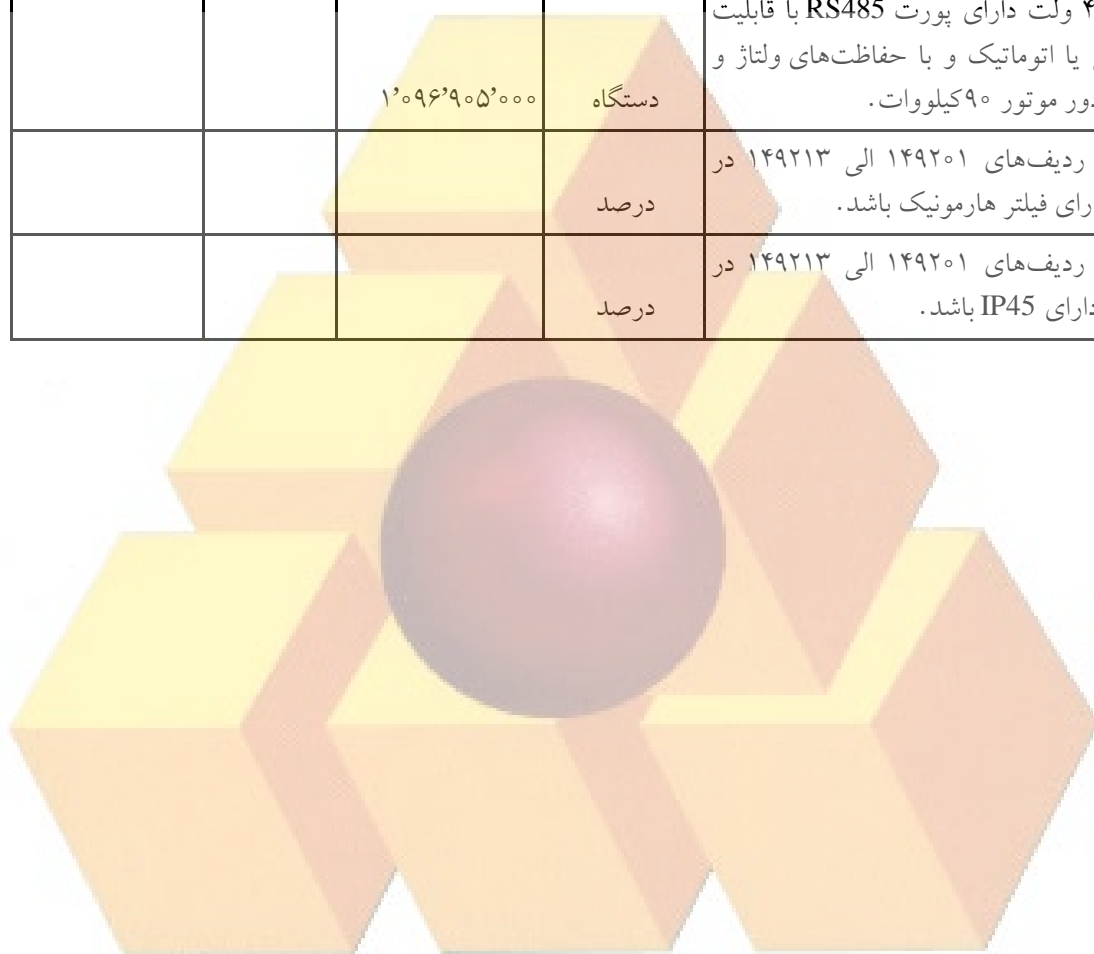 ۴ ولت دارای پورت RS485 با قابلیت
یا اتوماتیک و با حفاظت‌های ولتاژ و
دور موتور ۹۰کیلووات.
دستگاه
۱٬۰۹۶٬۹۰۵٬۰۰۰
ردیف‌های ۱۴۹۲۰۱ الی ۱۴۹۲۱۳ در
دارای فیلتر هارمونیک باشد.
درصد
ردیف‌های ۱۴۹۲۰۱ الی ۱۴۹۲۱۳ در
دارای IP45 باشد.
درصد